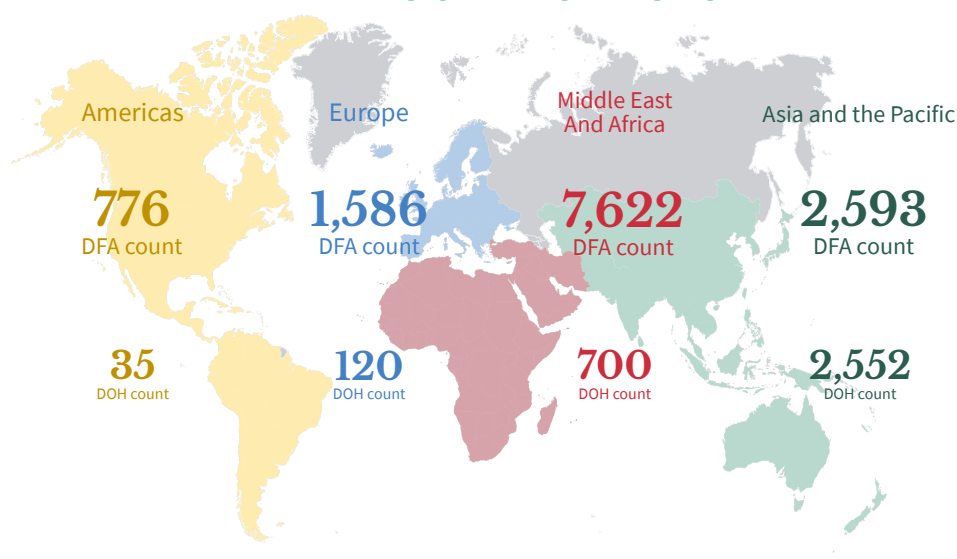 Americas
776
DFA count
35
DOH count
Europe
1,586
DFA count
120
DOH count
Middle East
And Africa
7,622
DFA count
700
DOH count
Asia and the Pacific
2,593
DFA count
2,552
DOH count